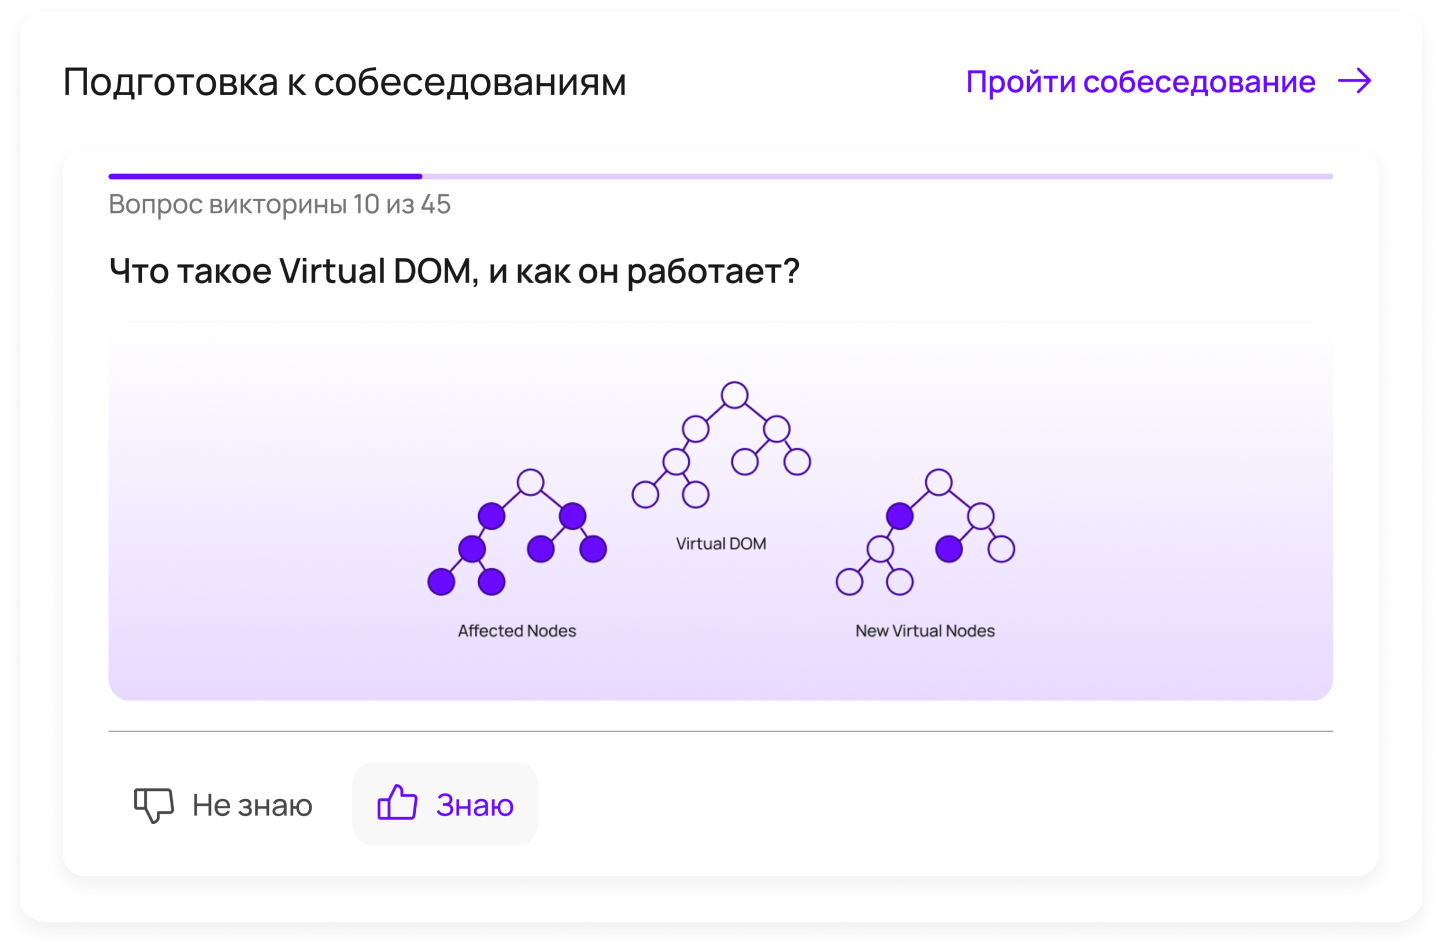 Подготовка к собеседованиям
Пройти собеседование
Вопрос викторины 10 из 45
Что такое Virtual DOM, и как он работает?
Virtual DOM
Affected Nodes
New Virtual Nodes
Не знаю
Знаю